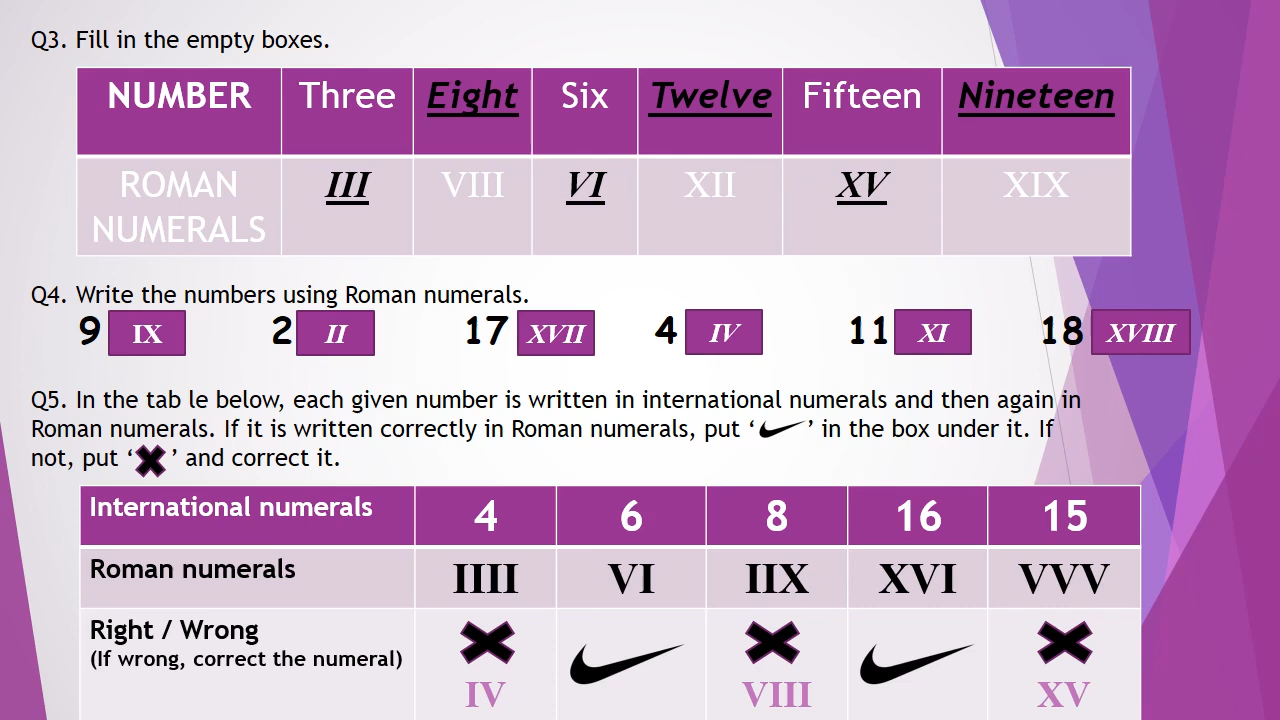 Q3. Fill in the empty boxes.
NUMBER Three Eight Six Twelve Fifteen Nineteen
ROMAN NUMERALS III VIII VI XII XV XIX
Q4. Write the numbers using Roman numerals.
9 IX 2 II 17 XVII 4 IV 11 XI 18 XVIII
Q5. In the tab le below, each given number is written in international numerals and then again in
Roman numerals. If it is written correctly in Roman numerals, put ‘ ’ in the box under it. If
not, put ‘ ’ and correct it.
International numerals 4 6 8 16 15
Roman numerals IIII VI IIX XVI VVV
Right / Wrong
(If wrong, correct the numeral)
IV VIII XV